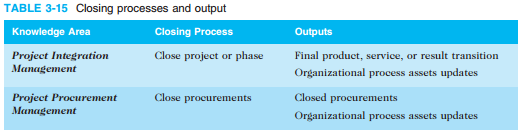 TABLE 3-15 Closing processes and output
Knowledge Area Closing Process Outputs
Project Integration Management Close project or phase Final product, service, or result transition
Organizational process assets updates
Project Procurement Management Close procurements Closed procurements
Organizational process assets updates